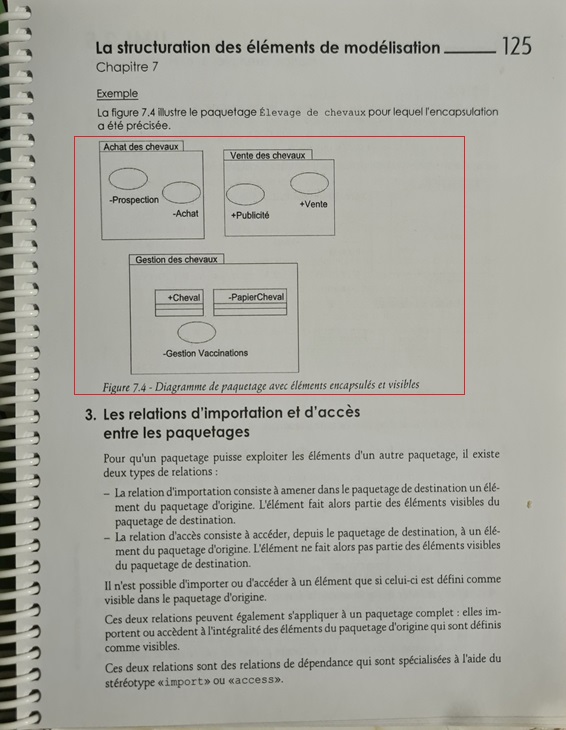 La structuration des éléments de modélisation 125
Chapitre 7
Exemple
La figure 7.4 illustre le paquetage Élevage de chevaux pour lequel l'encapsulation
a été précisée.
Achat des chevaux
-Prospection
-Achat
Vente des chevaux
+Vente
+Publicité
Gestion des chevaux
+Cheval
-PapierCheval
-Gestion Vaccinations
Figure 7.4 - Diagramme de paquetage avec éléments encapsulés et visibles
3. Les relations d'importation et d'accès
entre les paquetages
Pour qu'un paquetage puisse exploiter les éléments d'un autre paquetage, il existe
deux types de relations :
– La relation d'importation consiste à amener dans le paquetage de destination un élé-
ment du paquetage d'origine. L'élément fait alors partie des éléments visibles du
paquetage de destination.
– La relation d'accès consiste à accéder, depuis le paquetage de destination, à un élé-
ment du paquetage d'origine. L'élément ne fait alors pas partie des éléments visibles
du paquetage de destination.
Il n'est possible d'importer ou d'accéder à un élément que si celui-ci est défini comme
visible dans le paquetage d'origine.
Ces deux relations peuvent également s'appliquer à un paquetage complet : elles im-
portent ou accèdent à l'intégralité des éléments du paquetage d'origine qui sont définis
comme visibles.
Ces deux relations sont des relations de dépendance qui sont spécialisées à l'aide du
stéréotype «import» ou «access».